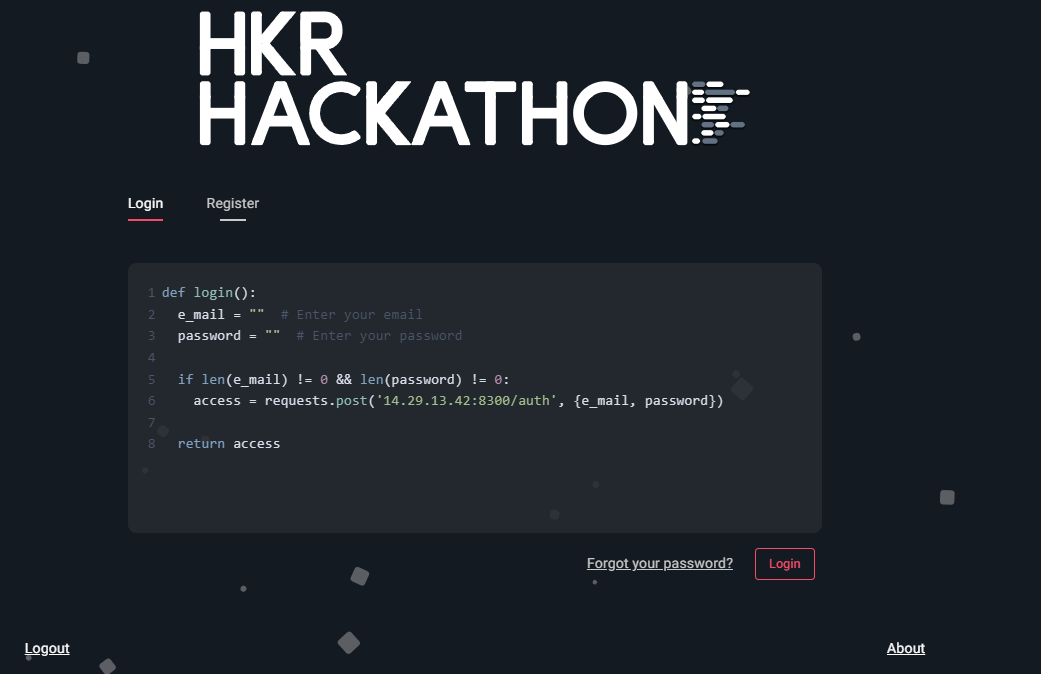 HKR
HACKATHON
Login Register
1 def login():
2 e_mail = "" # Enter your email
3 password = "" # Enter your password
4
5 if len(e_mail) != 0 && len(password) != 0:
6 access = requests.post('14.29.13.42:8300/auth', {e_mail, password})
7
8 return access
Forgot your password? Login
Logout About